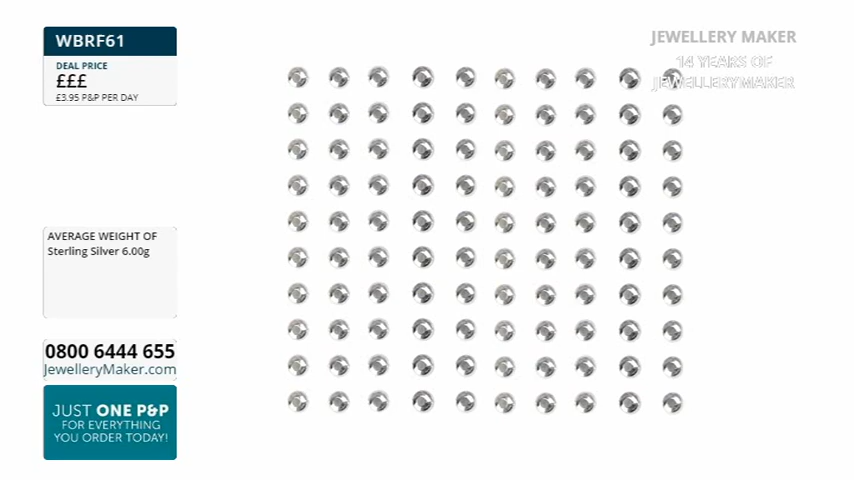 WBRF61
DEAL PRICE
£££
£3.95 P&P PER DAY
AVERAGE WEIGHT OF
Sterling Silver 6.00g
0800 6444 655
JewelleryMaker.com
JUST ONE P&P
FOR EVERYTHING
YOU ORDER TODAY!
JEWELLERY MAKER
14 YEARS OF
JEWELLERYMAKER